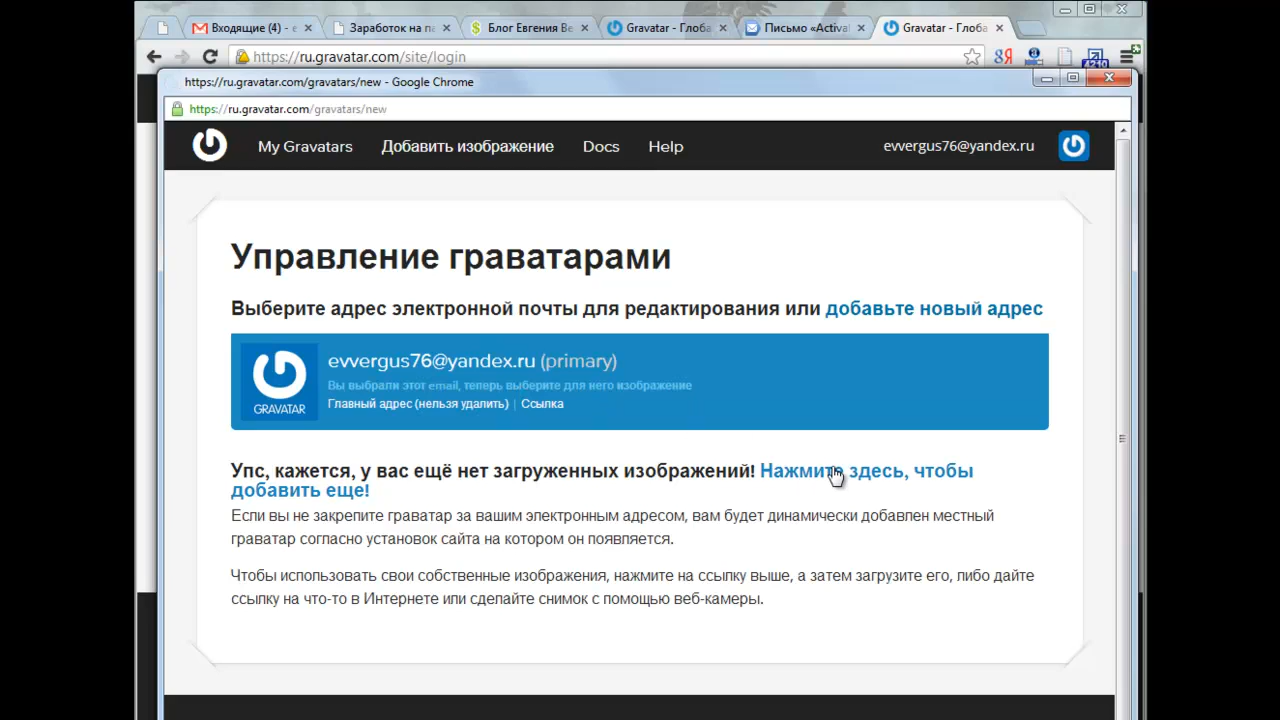 Входящие (4) - e
Заработок на па
Блог Евгения Ве
Gravatar - Глоба
Письмо «Activat
Gravatar - Глоба
https://ru.gravatar.com/site/login
4210
https://ru.gravatar.com/gravatars/new - Google Chrome
https://ru.gravatar.com/gravatars/new
My Gravatars Добавить изображение Docs Help evvergus76@yandex.ru
Управление граватарами
Выберите адрес электронной почты для редактирования или добавьте новый адрес
evvergus76@yandex.ru (primary)
Вы выбрали этот email, теперь выберите для него изображение
Главный адрес (нельзя удалить) | Ссылка
GRAVATAR
Упс, кажется, у вас ещё нет загруженных изображений! Нажмите здесь, чтобы
добавить еще!
Если вы не закрепите граватар за вашим электронным адресом, вам будет динамически добавлен местный
граватар согласно установок сайта на котором он появляется.
Чтобы использовать свои собственные изображения, нажмите на ссылку выше, а затем загрузите его, либо дайте
ссылку на что-то в Интернете или сделайте снимок с помощью веб-камеры.